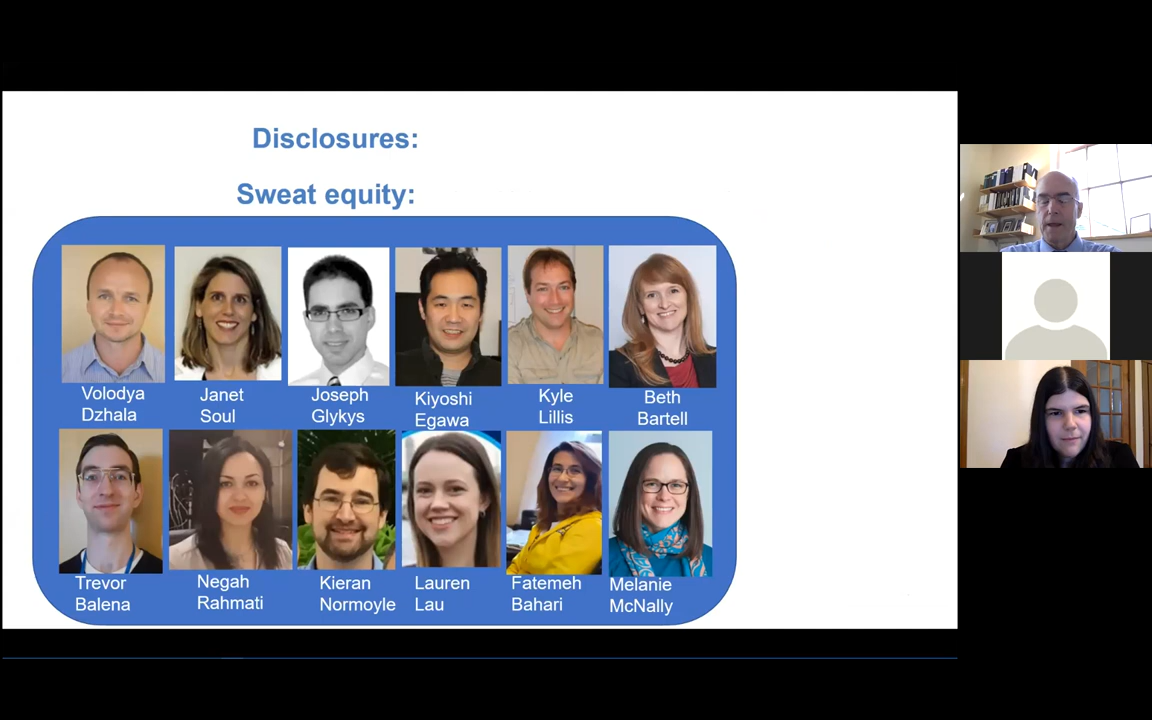 Disclosures:
Sweat equity:
Volodya
Dzhala
Janet
Soul
Joseph
Glykys
Kiyoshi
Egawa
Kyle
Lillis
Beth
Bartell
Trevor
Balena
Negah
Rahmati
Kieran
Normoyle
Lauren
Lau
Fatemeh
Bahari
Melanie
McNally